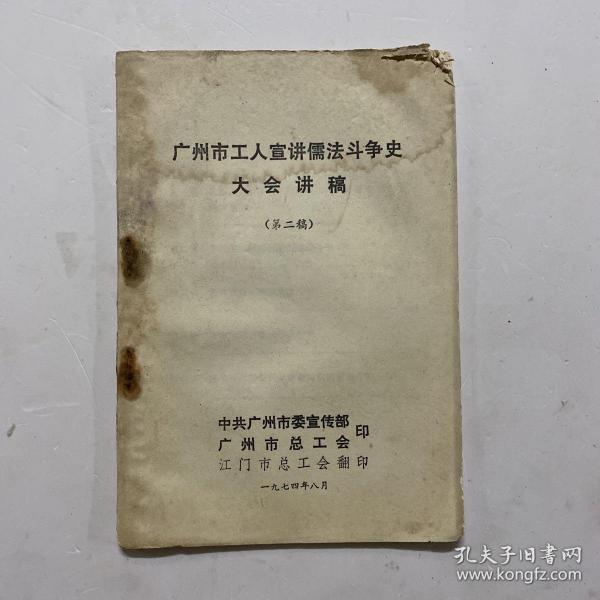 广州市工人宣讲儒法斗争史
大会讲稿
（第二稿）
中共广州市委宣传部
广州市总工会 印
江门市总工会翻印
一九七四年八月
孔夫子旧书网
www.kongfz.com